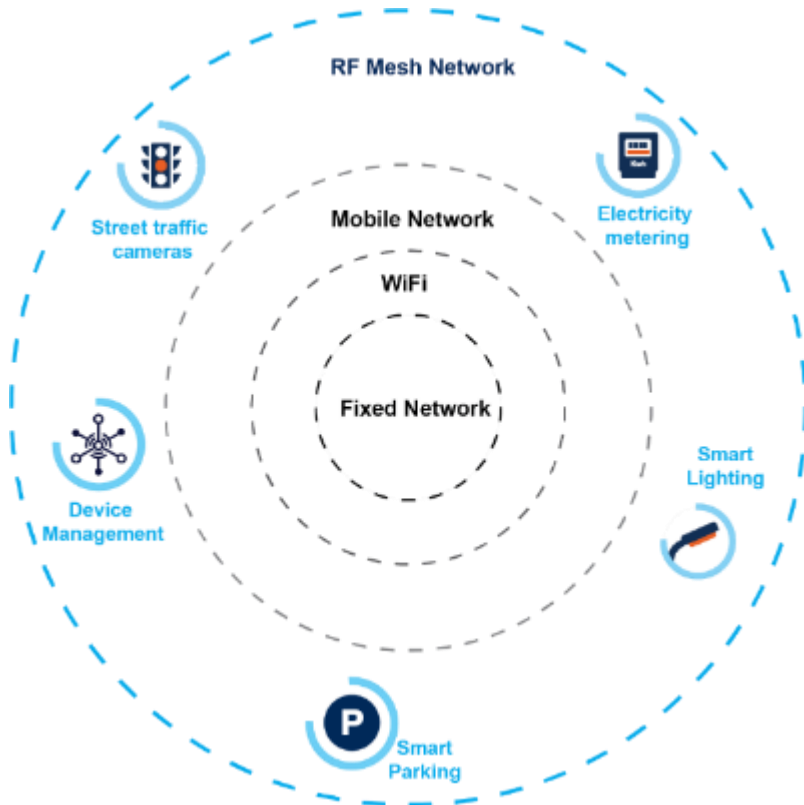 RF Mesh Network
Street traffic
cameras
Electricity
metering
Mobile Network
WiFi
Fixed Network
Device
Management
Smart
Lighting
P
Smart
Parking